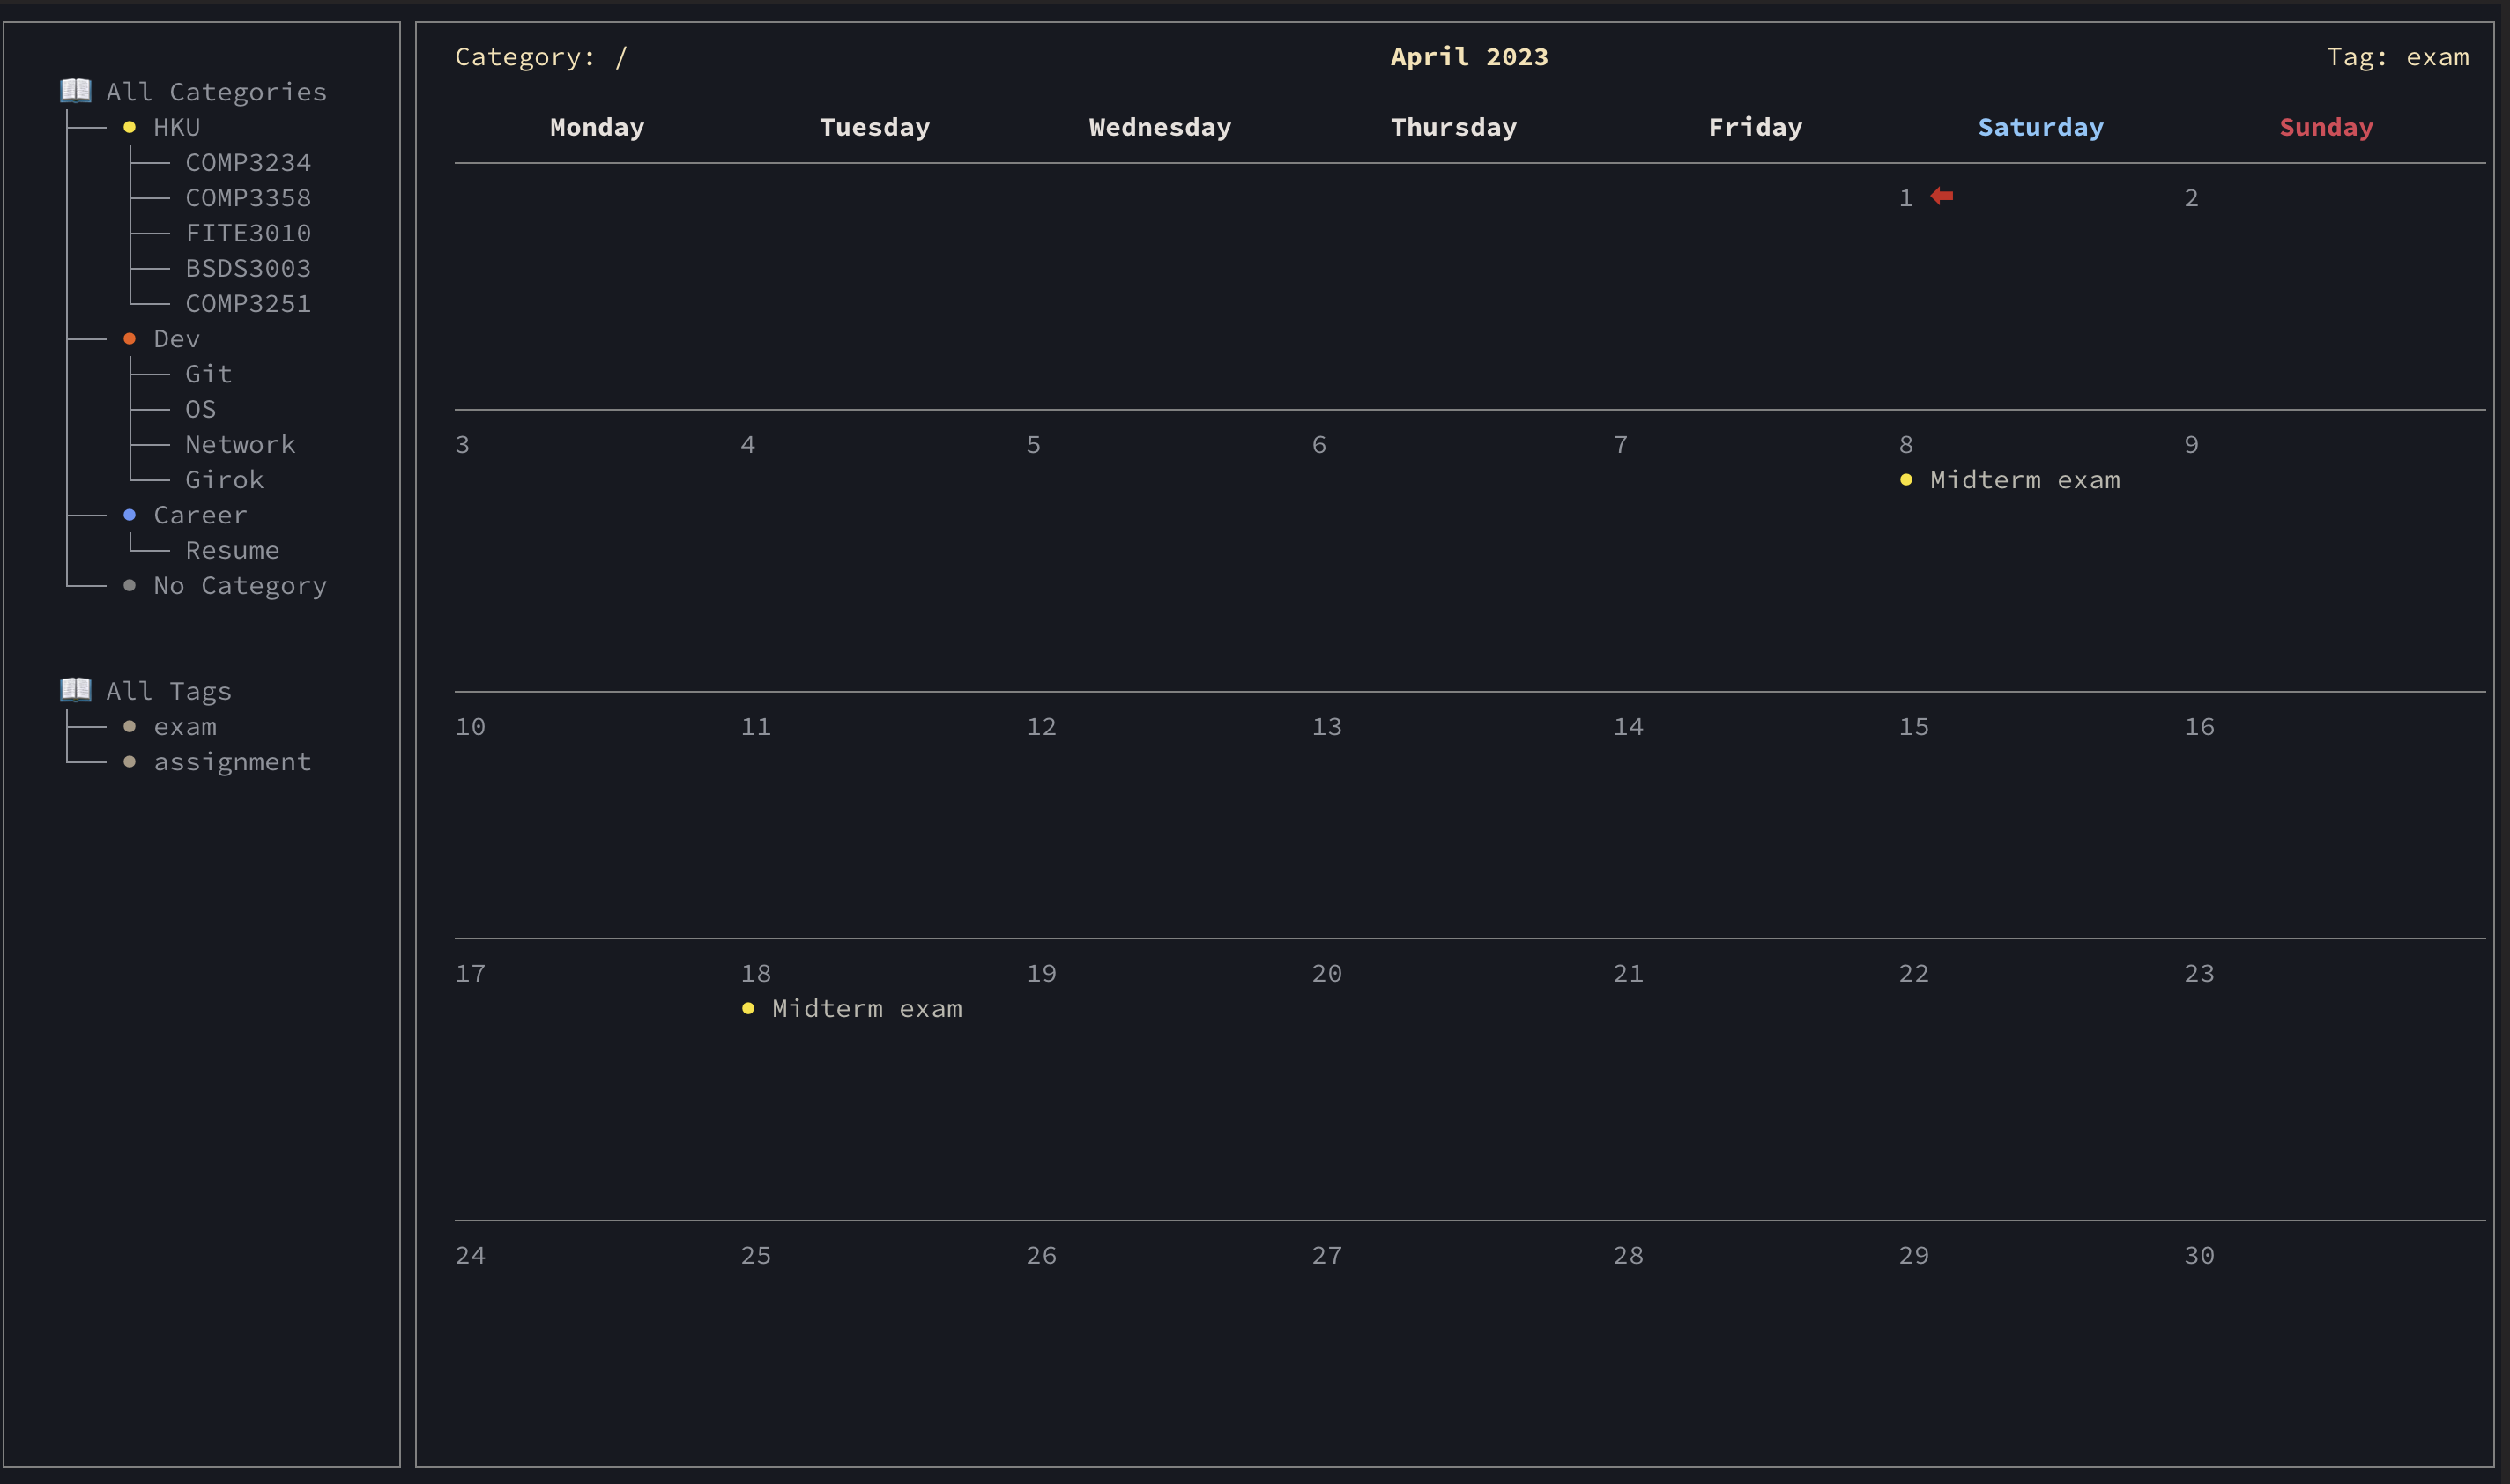 All Categories
HKU
COMP3234
COMP3358
FITE3010
BSDS3003
COMP3251
Dev
Git
OS
Network
Girok
Career
Resume
No Category
All Tags
exam
assignment
Category: / April 2023 Tag: exam
Monday Tuesday Wednesday Thursday Friday Saturday Sunday
1 2
3 4 5 6 7 8 9
Midterm exam
10 11 12 13 14 15 16
17 18 19 20 21 22 23
Midterm exam
24 25 26 27 28 29 30